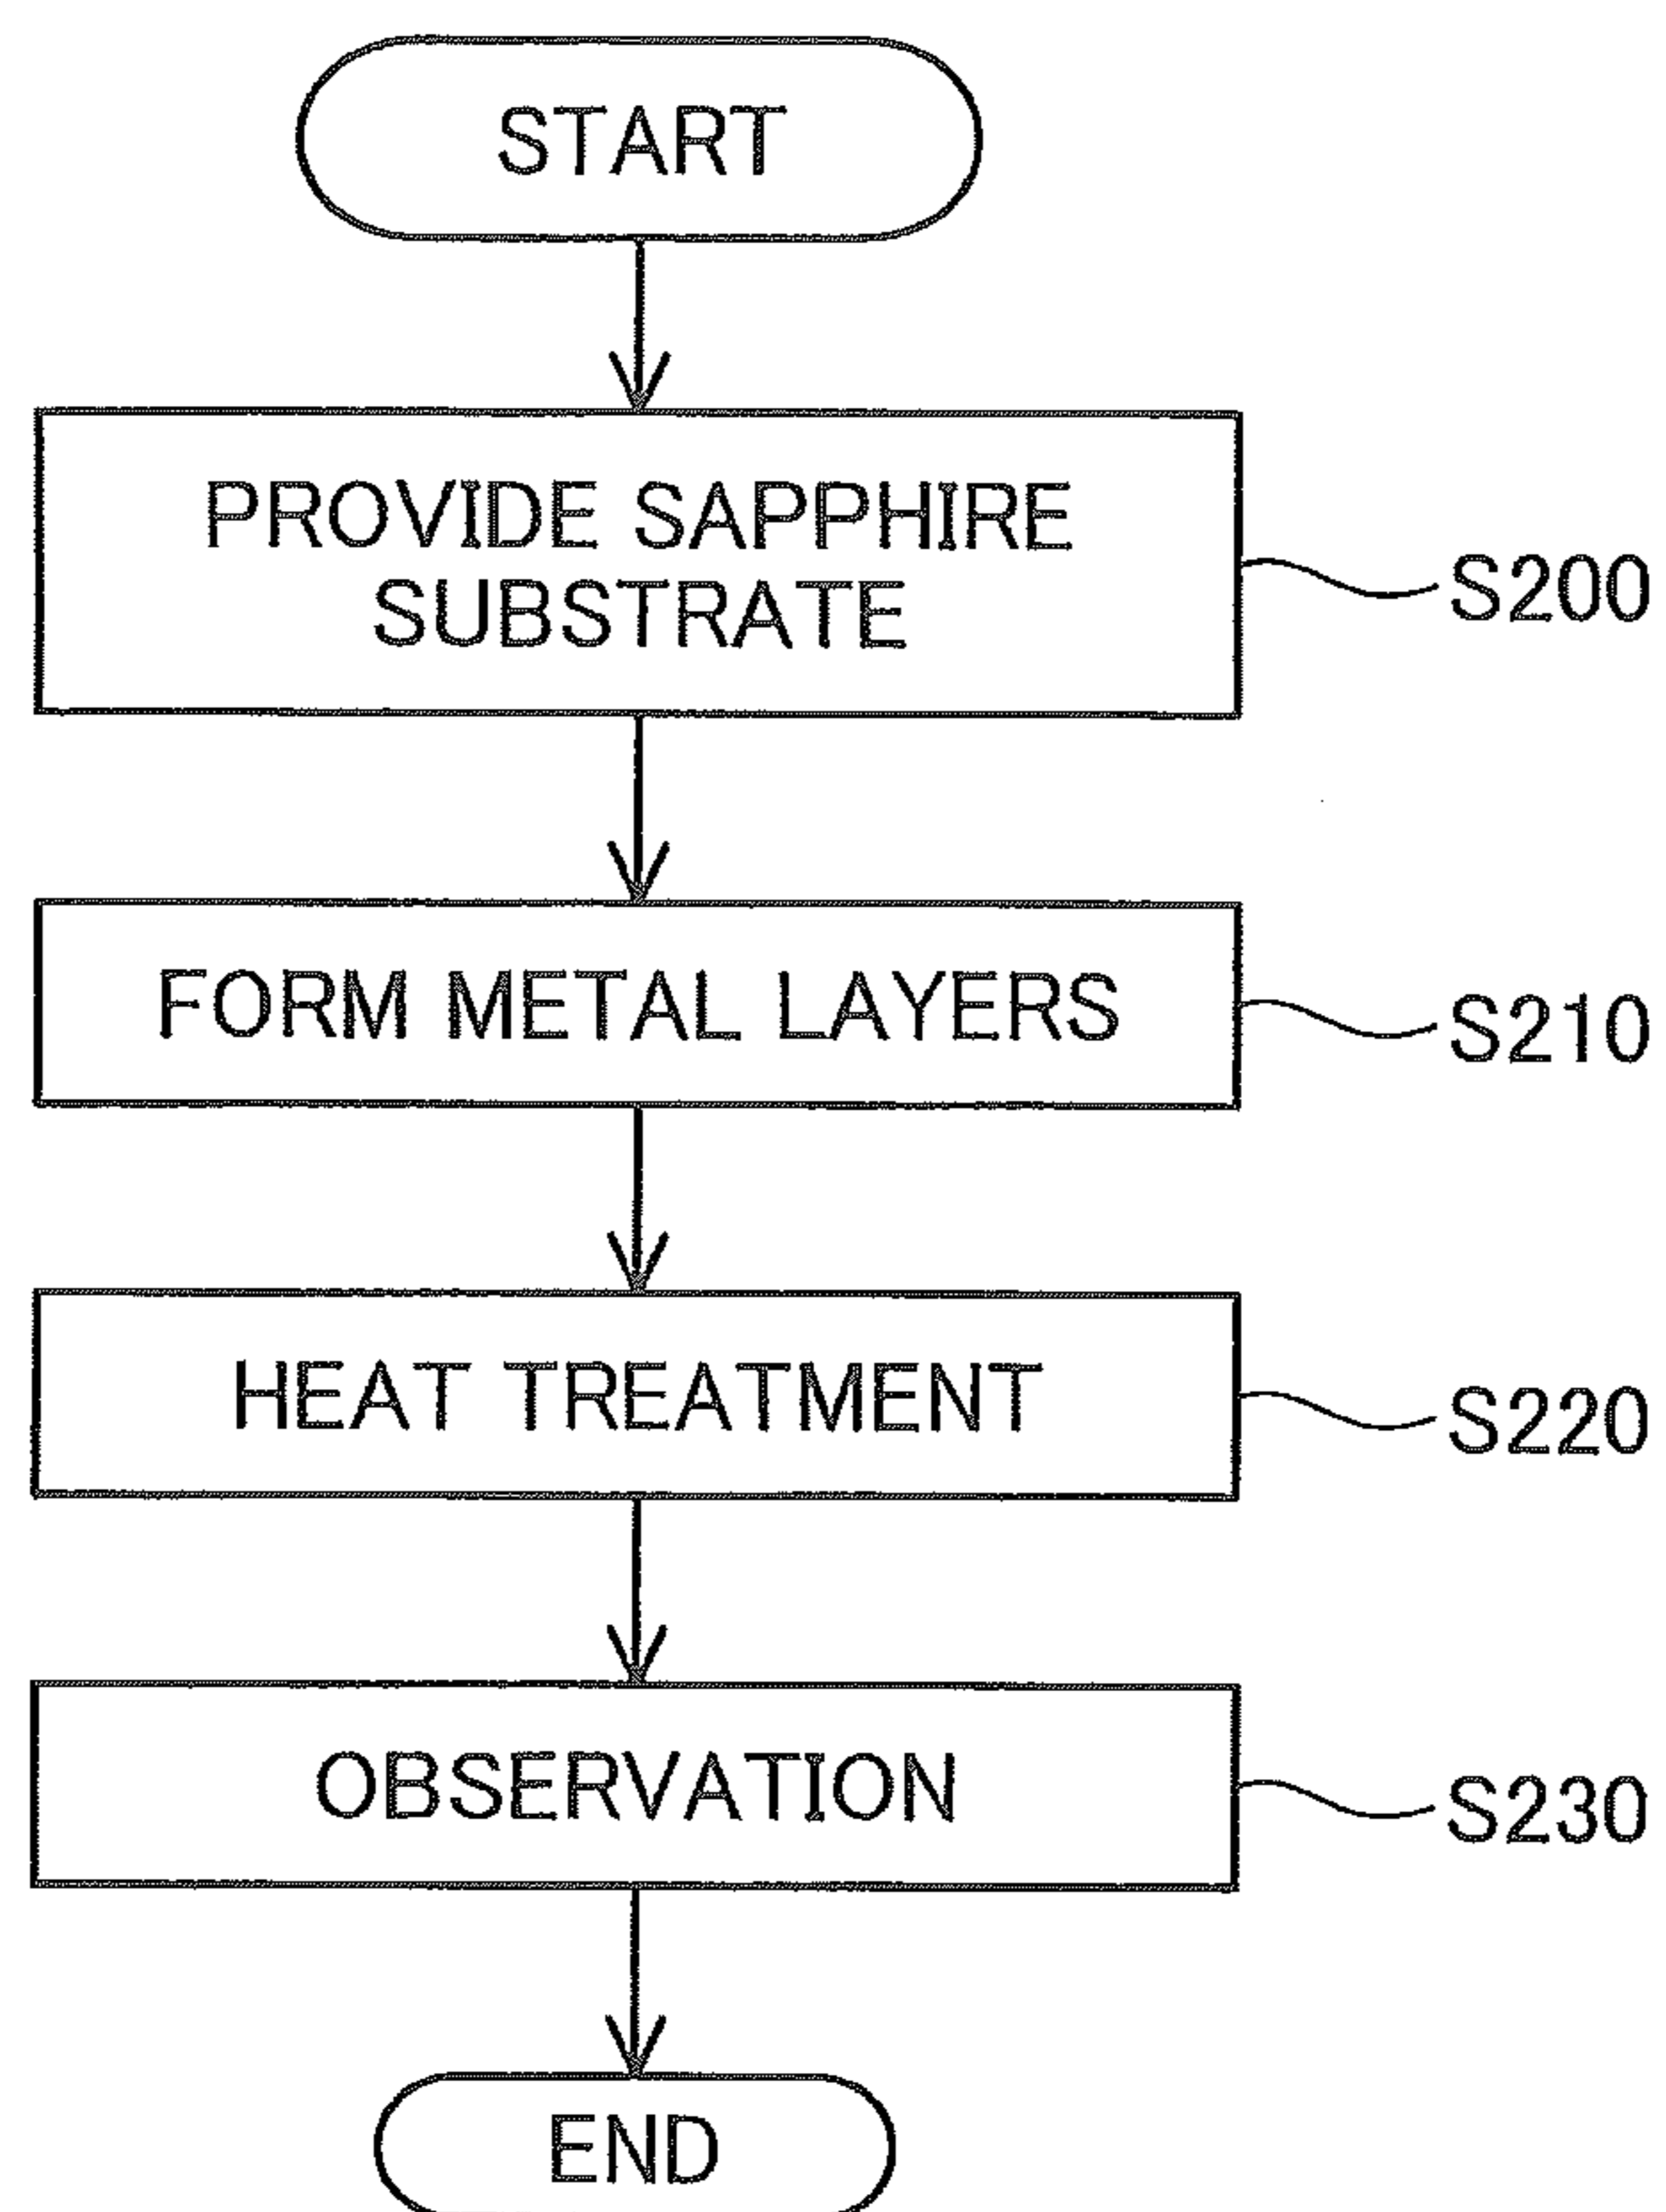 START
PROVIDE SAPPHIRE
SUBSTRATE
S200
FORM METAL LAYERS
S210
HEAT TREATMENT
S220
OBSERVATION
S230
END